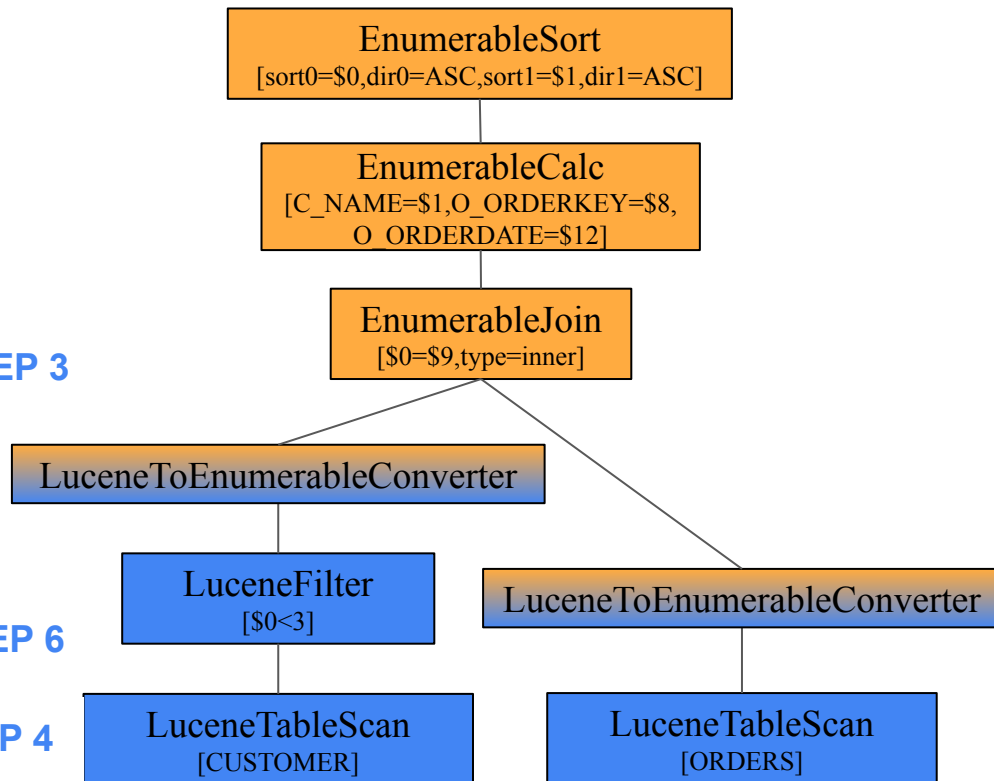 EnumerableSort
[sort0=$0,dir0=ASC,sort1=$1,dir1=ASC]
EnumerableCalc
[C_NAME=$1,O_ORDERKEY=$8,
O_ORDERDATE=$12]
EnumerableJoin
[$0=$9,type=inner]
EP 3
LuceneToEnumerableConverter
LuceneFilter
[$0<3]
LuceneToEnumerableConverter
EP 6
LuceneTableScan
[CUSTOMER]
LuceneTableScan
[ORDERS]
P 4